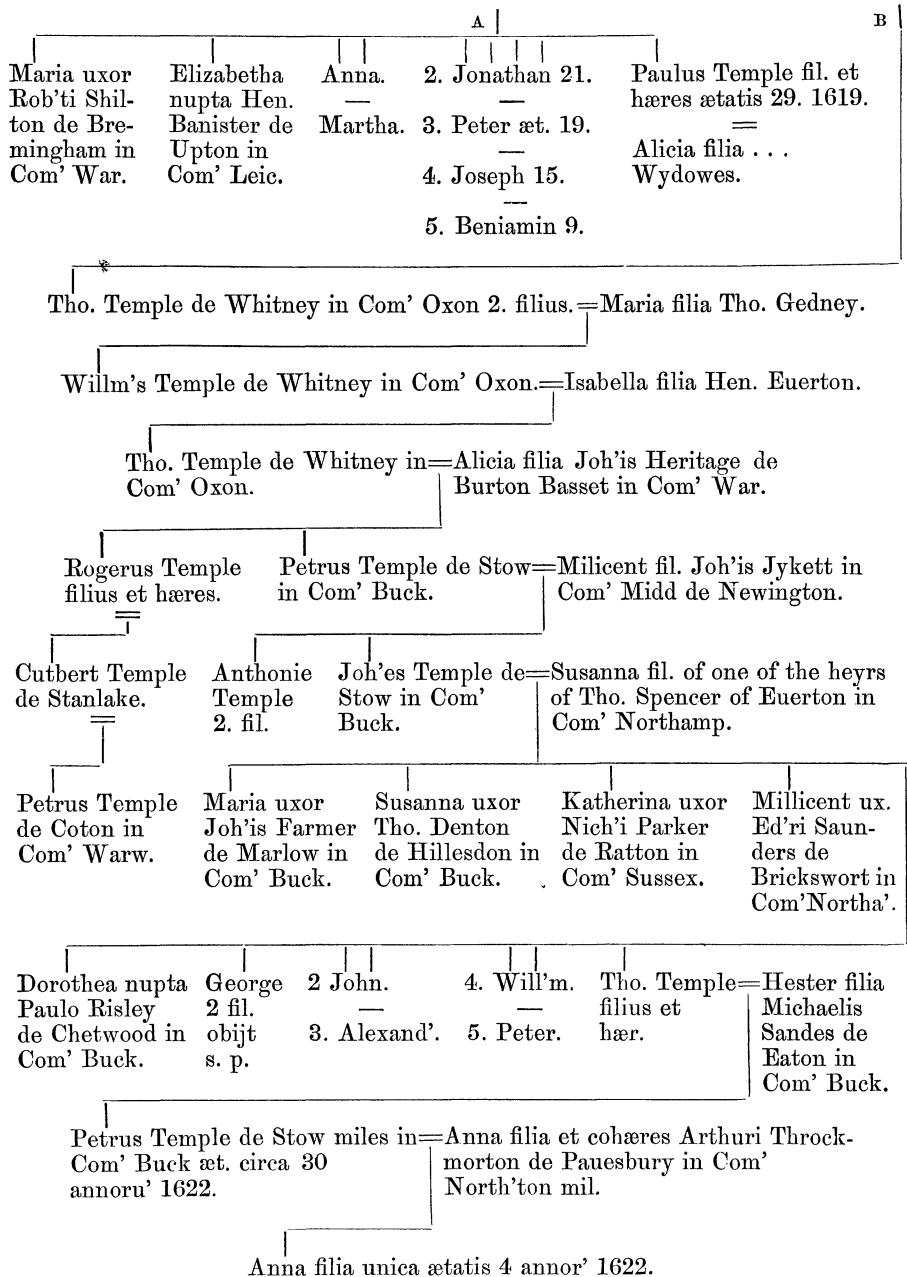 A
B
Maria uxor
Rob'ti Shil-
ton de Bre-
mingham in
Com' War.
Elizabetha
nupta Hen.
Banister de
Upton in
Com' Leic.
Anna.
—
Martha.
2. Jonathan 21.
—
3. Peter æt. 19.
—
4. Joseph 15.
—
5. Beniamin 9.
Paulus Temple fil. et
hæres ætatis 29. 1619.
=
Alicia filia . . .
Wydowes.
Tho. Temple de Whitney in Com' Oxon 2. filius.=Maria filia Tho. Gedney.
Willm's Temple de Whitney in Com' Oxon.=Isabella filia Hen. Euerton.
Tho. Temple de Whitney in=Alicia filia Joh'is Heritage de
Com' Oxon.
Burton Basset in Com' War.
Rogerus Temple
filius et hæres.
=
Petrus Temple de Stow=Milicent fil. Joh'is Jykett in
in Com' Buck.
Com' Midd de Newington.
Cutbert Temple
de Stanlake.
=
Anthonie
Temple
2. fil.
Joh'es Temple de=Susanna fil. of one of the heyrs
Stow in Com'
Buck.
of Tho. Spencer of Euerton in
Com' Northamp.
Petrus Temple
de Coton in
Com' Warw.
Maria uxor
Joh'is Farmer
de Marlow in
Com' Buck.
Susanna uxor
Tho. Denton
de Hillesdon in
Com' Buck.
Katherina uxor
Nich'i Parker
de Ratton in
Com' Sussex.
Millicent ux.
Ed'ri Saun-
ders de
Brickswort in
Com'Northa'.
Dorothea nupta
Paulo Risley
de Chetwood in
Com' Buck.
George
2 fil.
obijt
s. p.
2 John.
—
3. Alexand'.
4. Will'm.
—
5. Peter.
Tho. Temple=Hester filia
filius et
hær.
Michaelis
Sandes de
Eaton in
Com' Buck.
Petrus Temple de Stow miles in=Anna filia et cohæres Arthuri Throck-
Com' Buck æt. circa 30
annoru' 1622.
morton de Pauesbury in Com'
North'ton mil.
Anna filia unica ætatis 4 annor' 1622.